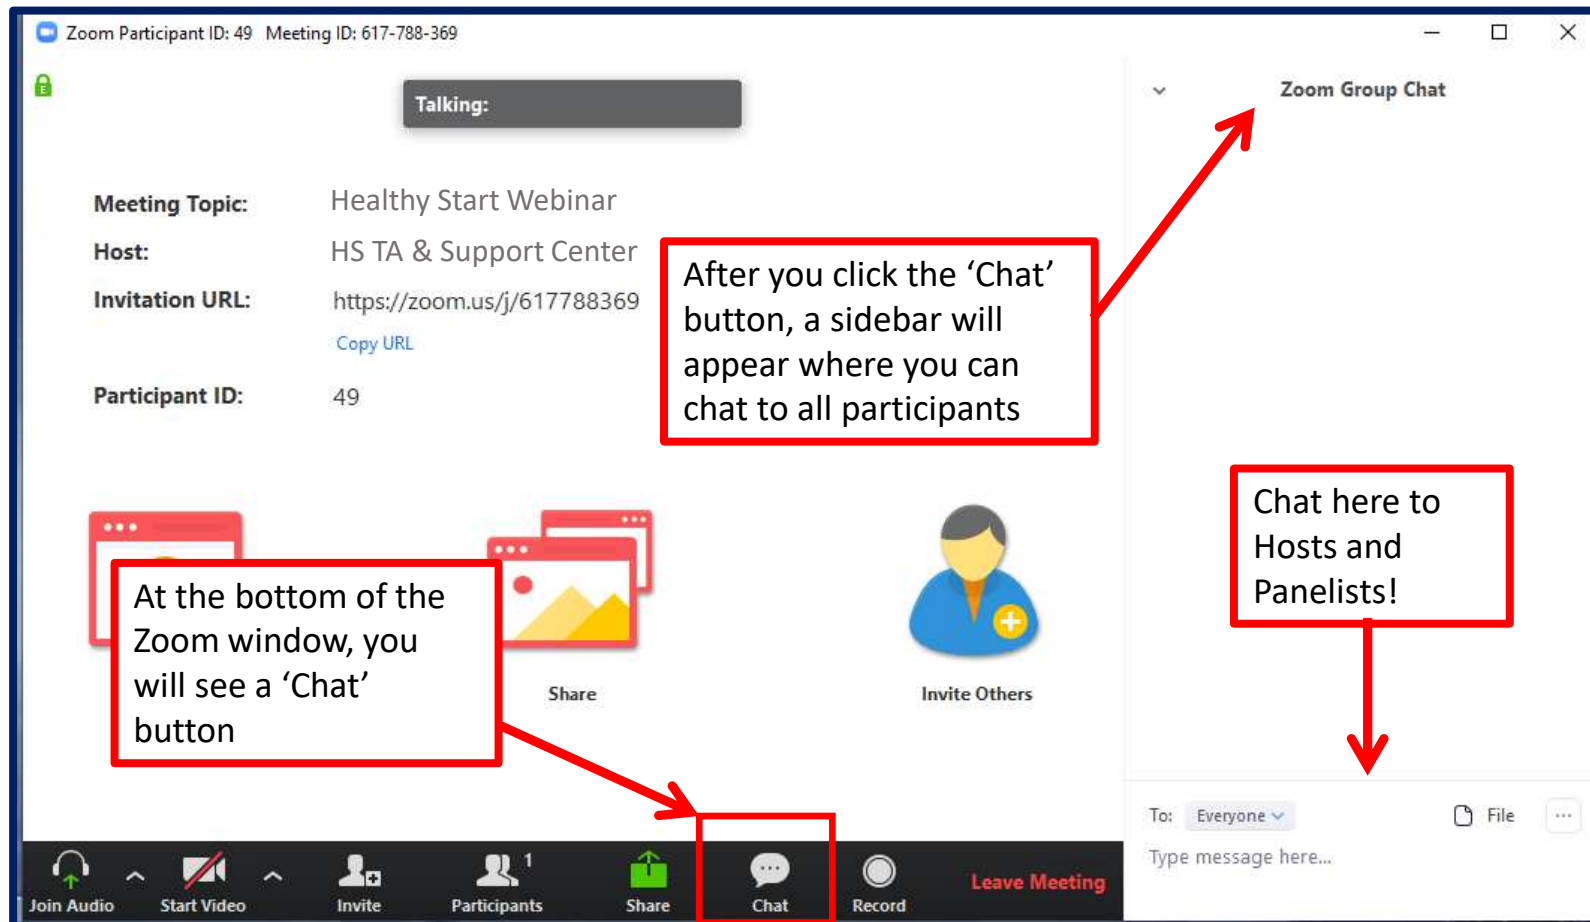 Zoom Participant ID: 49 Meeting ID: 617-788-369
Talking:
Zoom Group Chat
Meeting Topic: Healthy Start Webinar
Host: HS TA & Support Center
Invitation URL: https://zoom.us/j/617788369
Copy URL
Participant ID: 49
After you click the ‘Chat’
button, a sidebar will
appear where you can
chat to all participants
Chat here to
Hosts and
Panelists!
At the bottom of the
Zoom window, you
will see a ‘Chat’
button
Share
Invite Others
To: Everyone File
Type message here...
Join Audio
Start Video
Invite
1
Participants
Share
Chat
Record
Leave Meeting